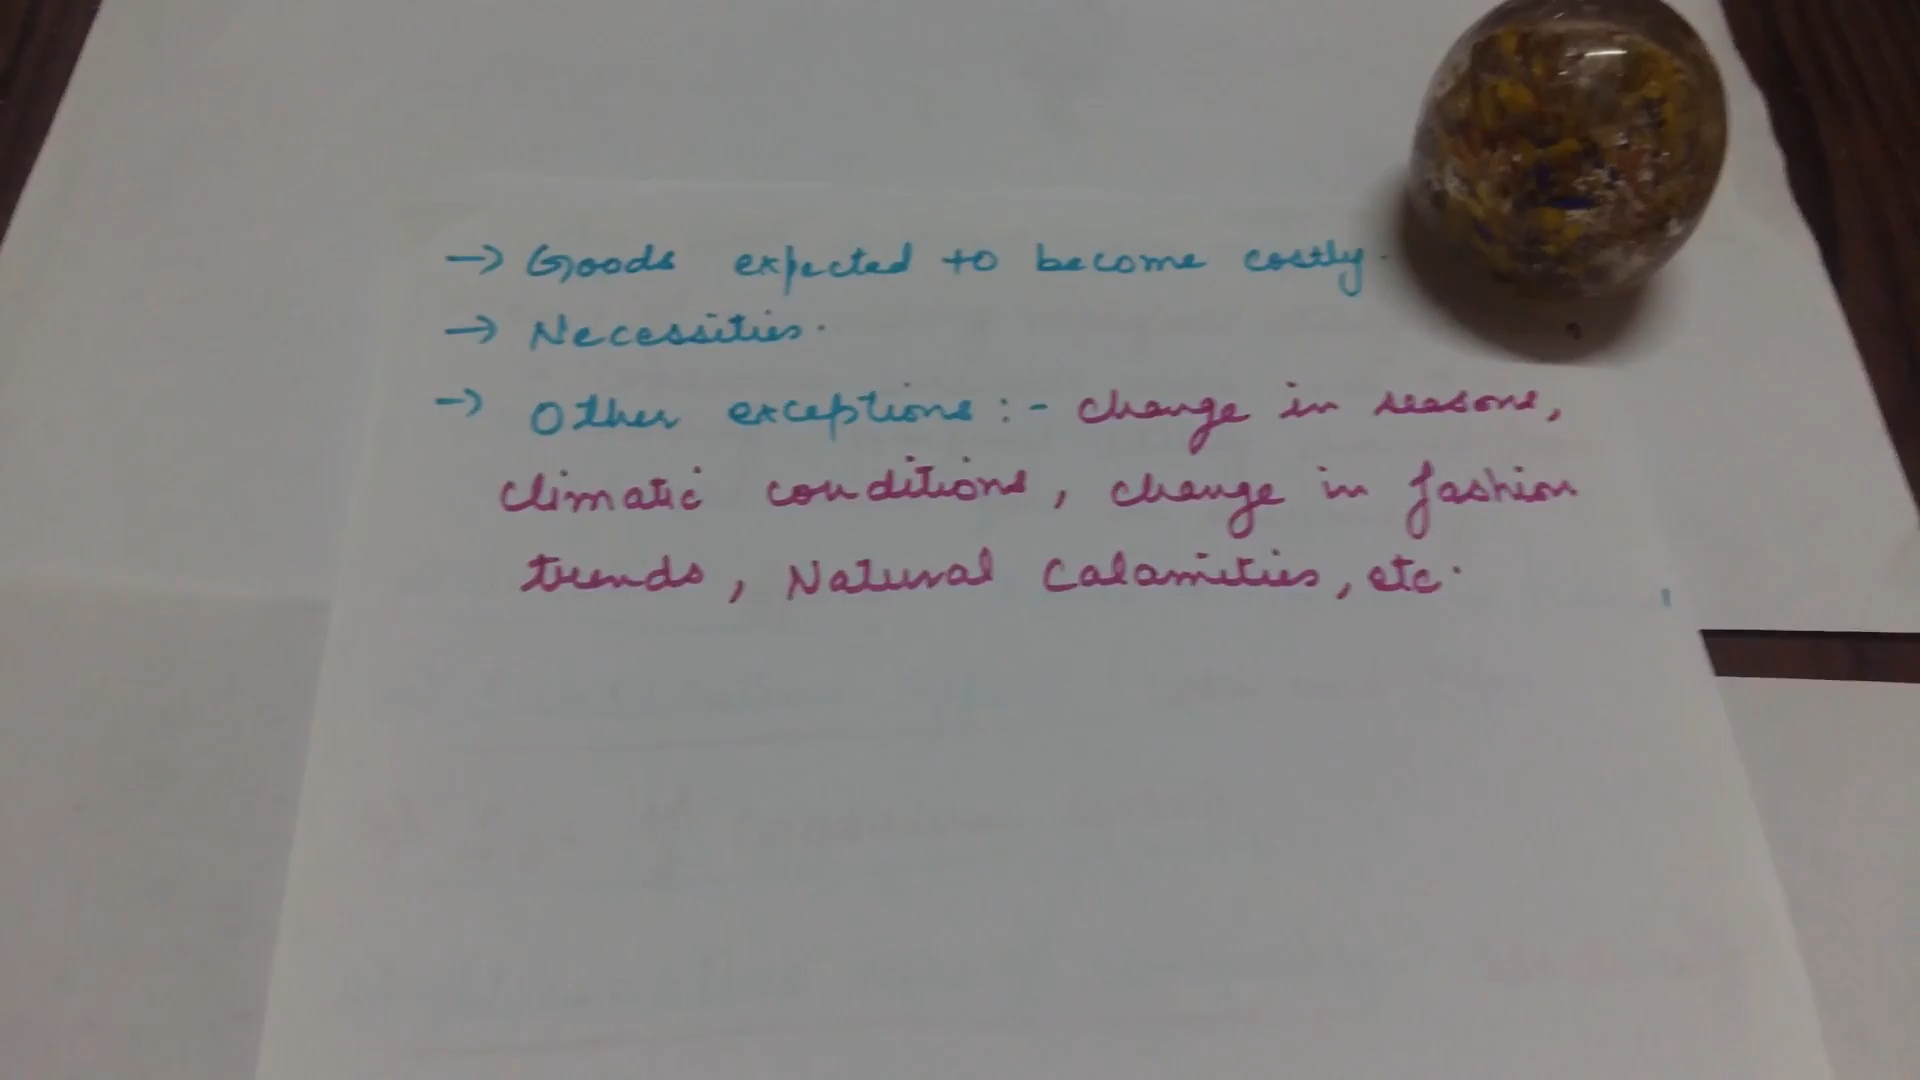 → Goods expected to become costly.
→ Necessities.
→ Other exceptions :- change in seasons,
climatic conditions, change in fashion
trends, Natural Calamities, etc.